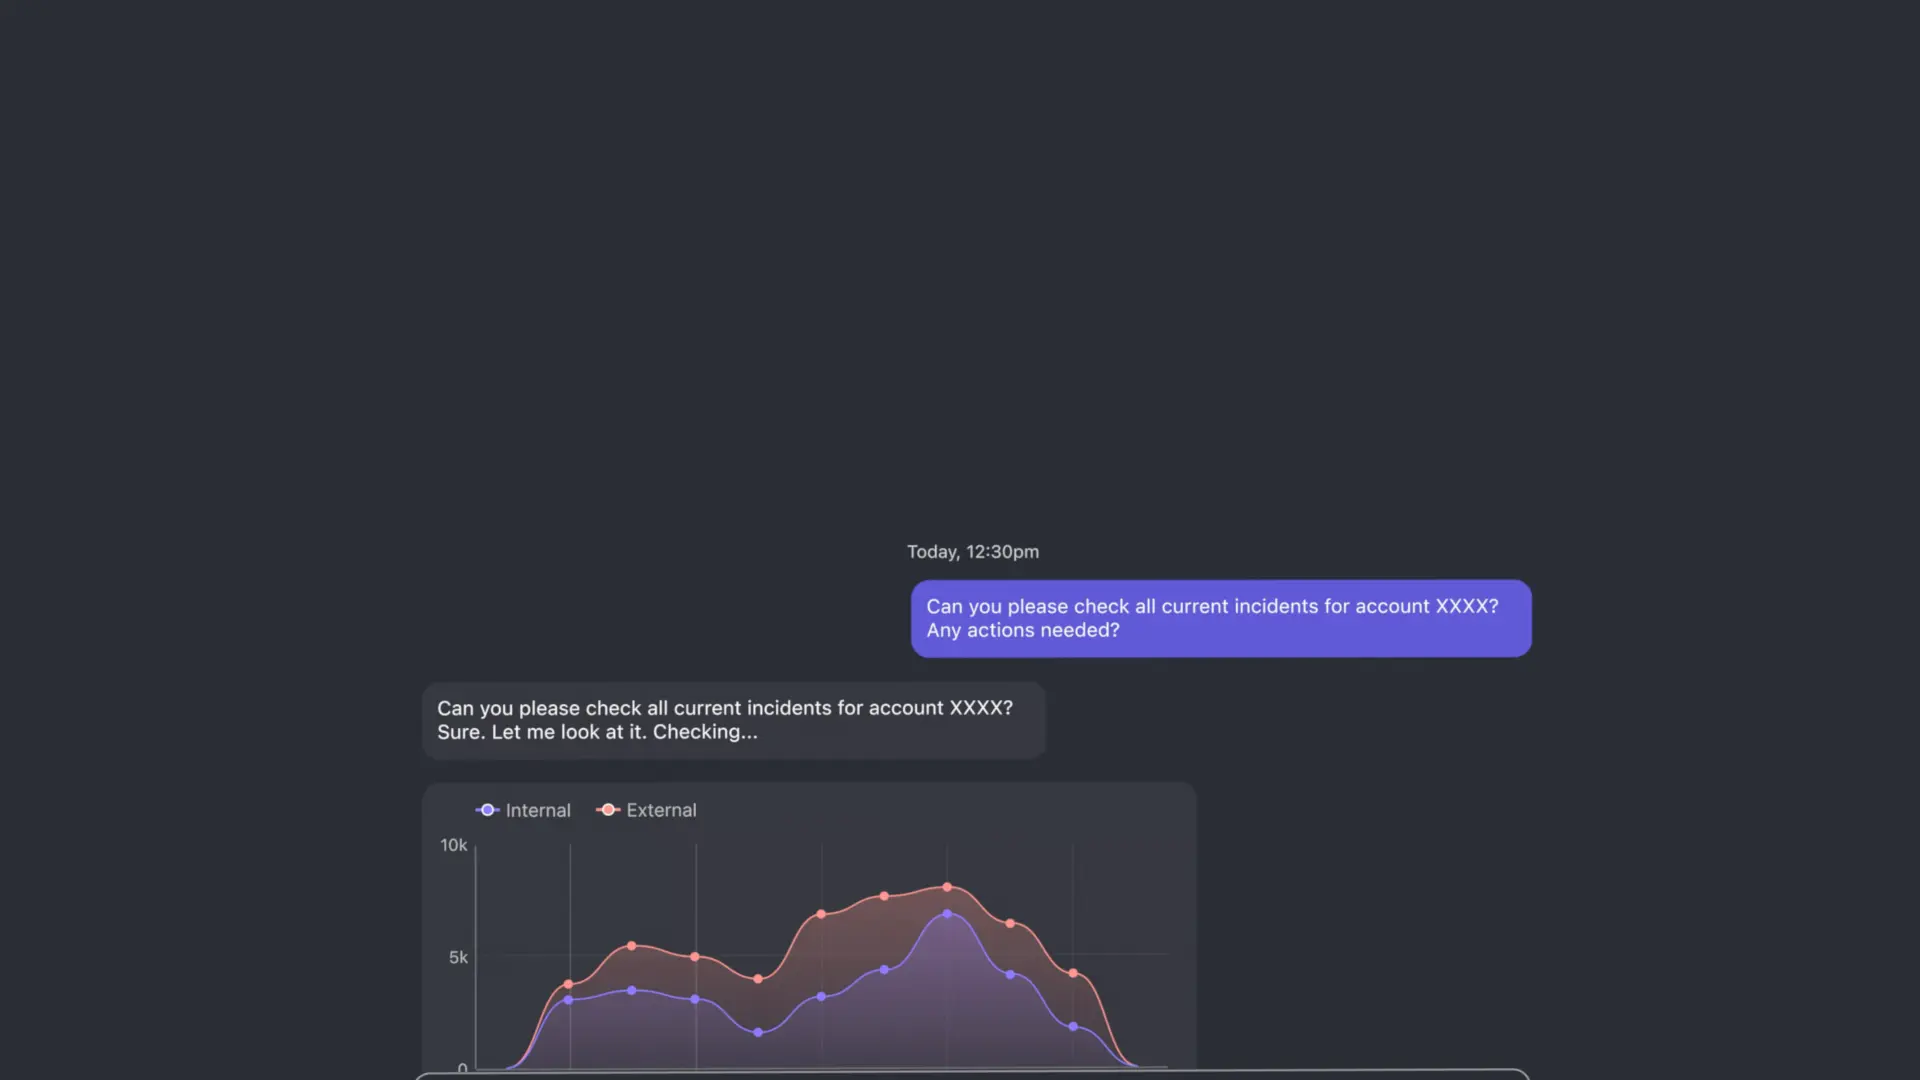 Today, 12:30pm
Can you please check all current incidents for account XXXX?
Any actions needed?
Can you please check all current incidents for account XXXX?
Sure. Let me look at it. Checking...
Internal External
10k
5k
0